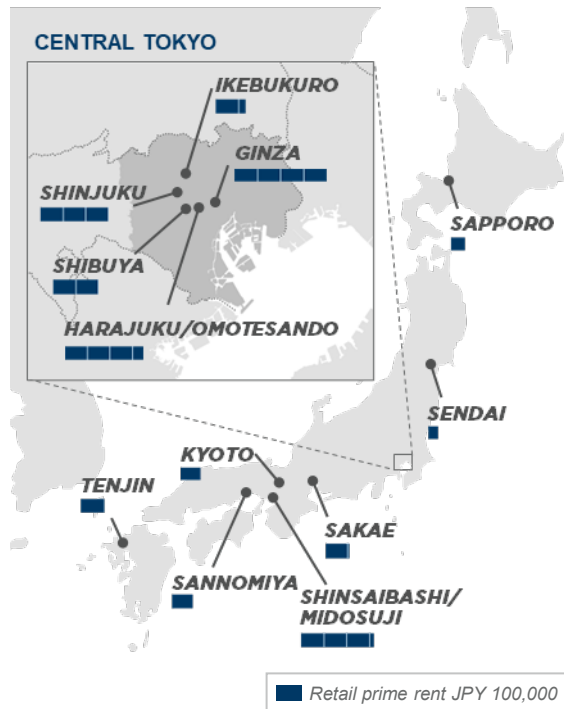 CENTRAL TOKYO
IKEBUKURO
GINZA
SHINJUKU
SHIBUYA
HARAJUKU/OMOTESANDO
SAPPORO
SENDAI
KYOTO
TENJIN
SAKAE
SANNOMIYA
SHINSAIBASHI/
MIDOSUJI
Retail prime rent JPY 100,000